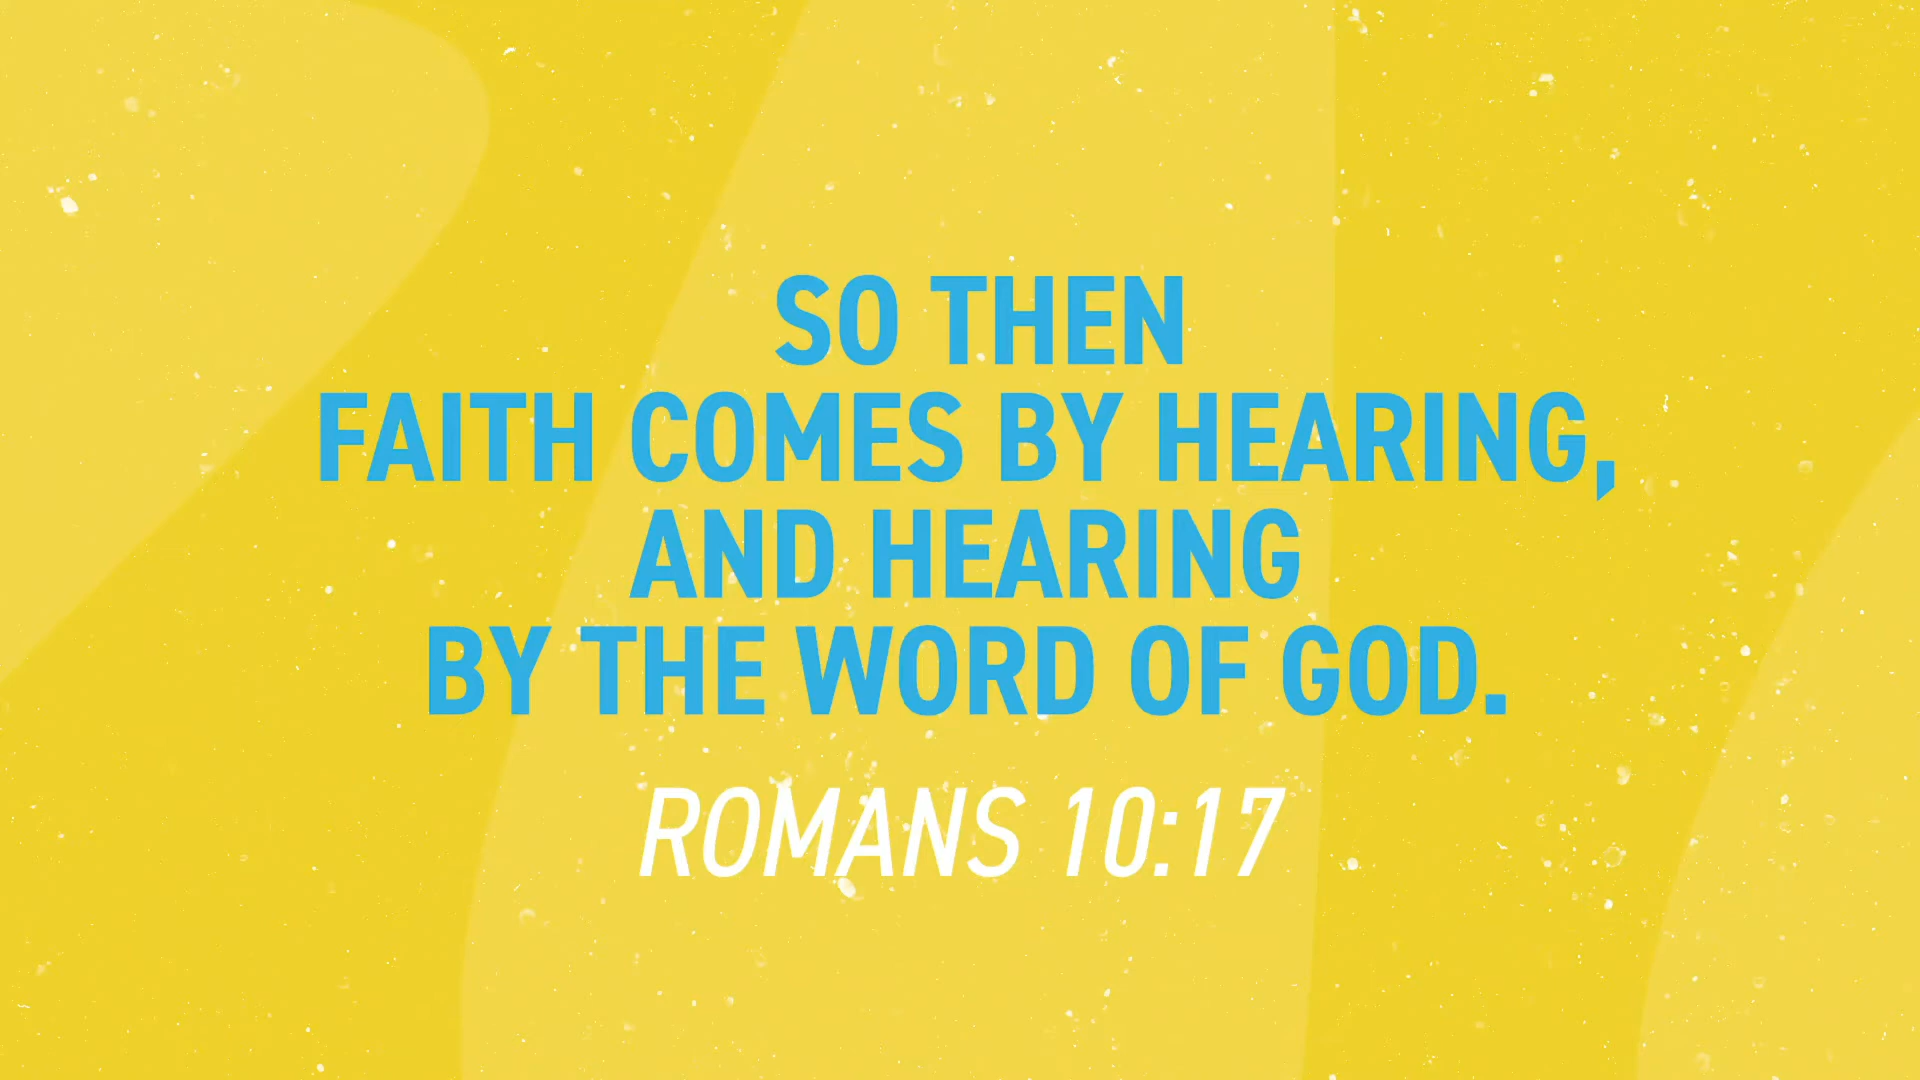 SO THEN
FAITH COMES BY HEARING,
AND HEARING
BY THE WORD OF GOD.
ROMANS 10:17